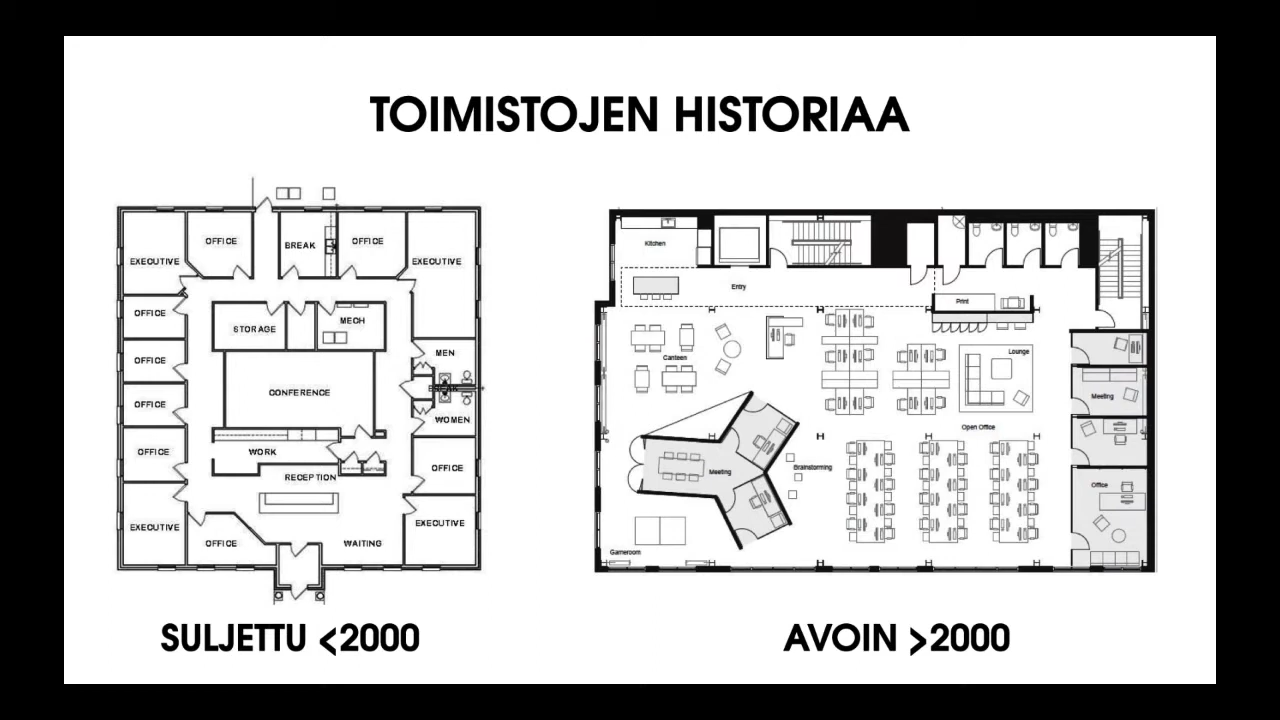 TOIMISTOJEN HISTORIAA
OFFICE
BREAK
OFFICE
EXECUTIVE
EXECUTIVE
OFFICE
STORAGE
MECH
OFFICE
MEN
CONFERENCE
OFFICE
WOMEN
OFFICE
WORK
OFFICE
RECEPTION
EXECUTIVE
EXECUTIVE
OFFICE
WAITING
Kitchen
Entry
Print
Canteen
Lounge
Meeting
Open Office
Meeting
Brainstorming
Office
Gameroom
SULJETTU <2000
AVOIN >2000